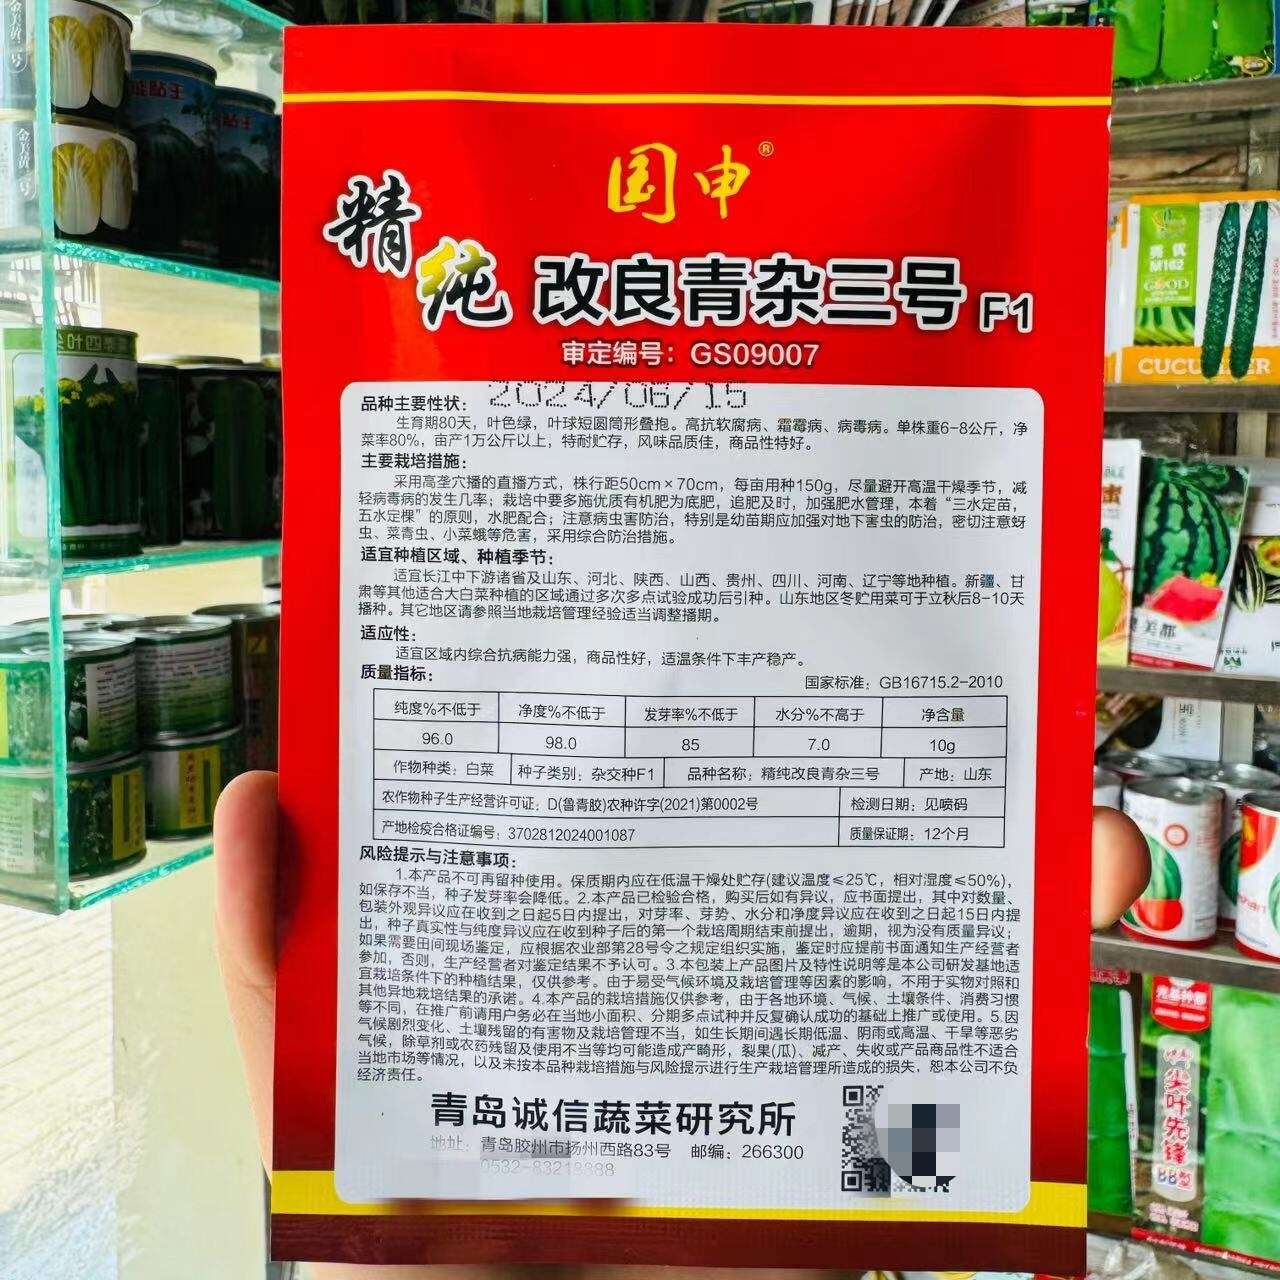 国申®
精纯 改良青杂三号 F1
审定编号：GS09007
2024/06/15
品种主要性状：
生育期80天，叶色绿，叶球短圆筒形叠抱。高抗软腐病、霜霉病、病毒病。单株重6-8公斤，净
菜率80%，亩产1万公斤以上，特耐贮存，风味品质佳，商品性特好。
主要栽培措施：
采用高垄穴播的直播方式，株行距50cm×70cm，每亩用种150g，尽量避开高温干燥季节，减
轻病毒病的发生几率；栽培中要多施优质有机肥为底肥，追肥及时，加强肥水管理，本着“三水定苗，
五水定棵”的原则，水肥配合；注意病虫害防治，特别是幼苗期应加强对地下害虫的防治，密切注意蚜
虫、菜青虫、小菜蛾等危害，采用综合防治措施。
适宜种植区域、种植季节：
适宜长江中下游诸省及山东、河北、陕西、山西、贵州、四川、河南、辽宁等地种植。新疆、甘
肃等其他适合大白菜种植的区域通过多次多点试验成功后引种。山东地区冬贮用菜可于立秋后8-10天
播种。其它地区请参照当地栽培管理经验适当调整播期。
适应性：
适宜区域内综合抗病能力强，商品性好，适温条件下丰产稳产。
质量指标：
国家标准：GB16715.2-2010
纯度%不低于 净度%不低于 发芽率%不低于 水分%不高于 净含量
96.0 98.0 85 7.0 10g
作物种类：白菜 种子类别：杂交种F1 品种名称：精纯改良青杂三号 产地：山东
农作物种子生产经营许可证：D(鲁青胶)农种许字(2021)第0002号 检测日期：见喷码
产地检疫合格证编号：3702812024001087 质量保证期：12个月
风险提示与注意事项：
1.本产品不可再留种使用。保质期内应在低温干燥处贮存(建议温度≤25℃，相对湿度≤50%)，
如保存不当，种子发芽率会降低。2.本产品已检验合格，购买后如有异议，应书面提出，其中对数量、
包装外观异议应在收到之日起5日内提出，对芽率、芽势、水分和净度异议应在收到之日起15日内提
出，种子真实性与纯度异议应在收到种子后的第一个栽培周期结束前提出，逾期，视为没有质量异议；
如果需要田间现场鉴定，应根据农业部第28号令之规定组织实施，鉴定时应提前书面通知生产经营者
参加，否则，生产经营者对鉴定结果不予认可。3.本包装上产品图片及特性说明等是本公司研发基地适
宜栽培条件下的种植结果，仅供参考。由于易受气候环境及栽培管理等因素的影响，不用于实物对照和
其他异地栽培结果的承诺。4.本产品的栽培措施仅供参考，由于各地环境、气候、土壤条件、消费习惯
等不同，在推广前请用户务必在当地小面积、分期多点试种并反复确认成功的基础上推广或使用。5.因
气候剧烈变化、土壤残留的有害物及栽培管理不当，如生长期间遇长期低温、阴雨或高温、干旱等恶劣
气候，除草剂或农药残留及使用不当等均可能造成产畸形，裂果(瓜)、减产、失收或产品商品性不适合
当地市场等情况，以及未按本品种栽培措施与风险提示进行生产栽培管理所造成的损失，恕本公司不负
经济责任。
青岛诚信蔬菜研究所
地址：青岛胶州市扬州西路83号 邮编：266300
0532-83218888
CUCUMBER
GOOD
尖叶先锋
BB型